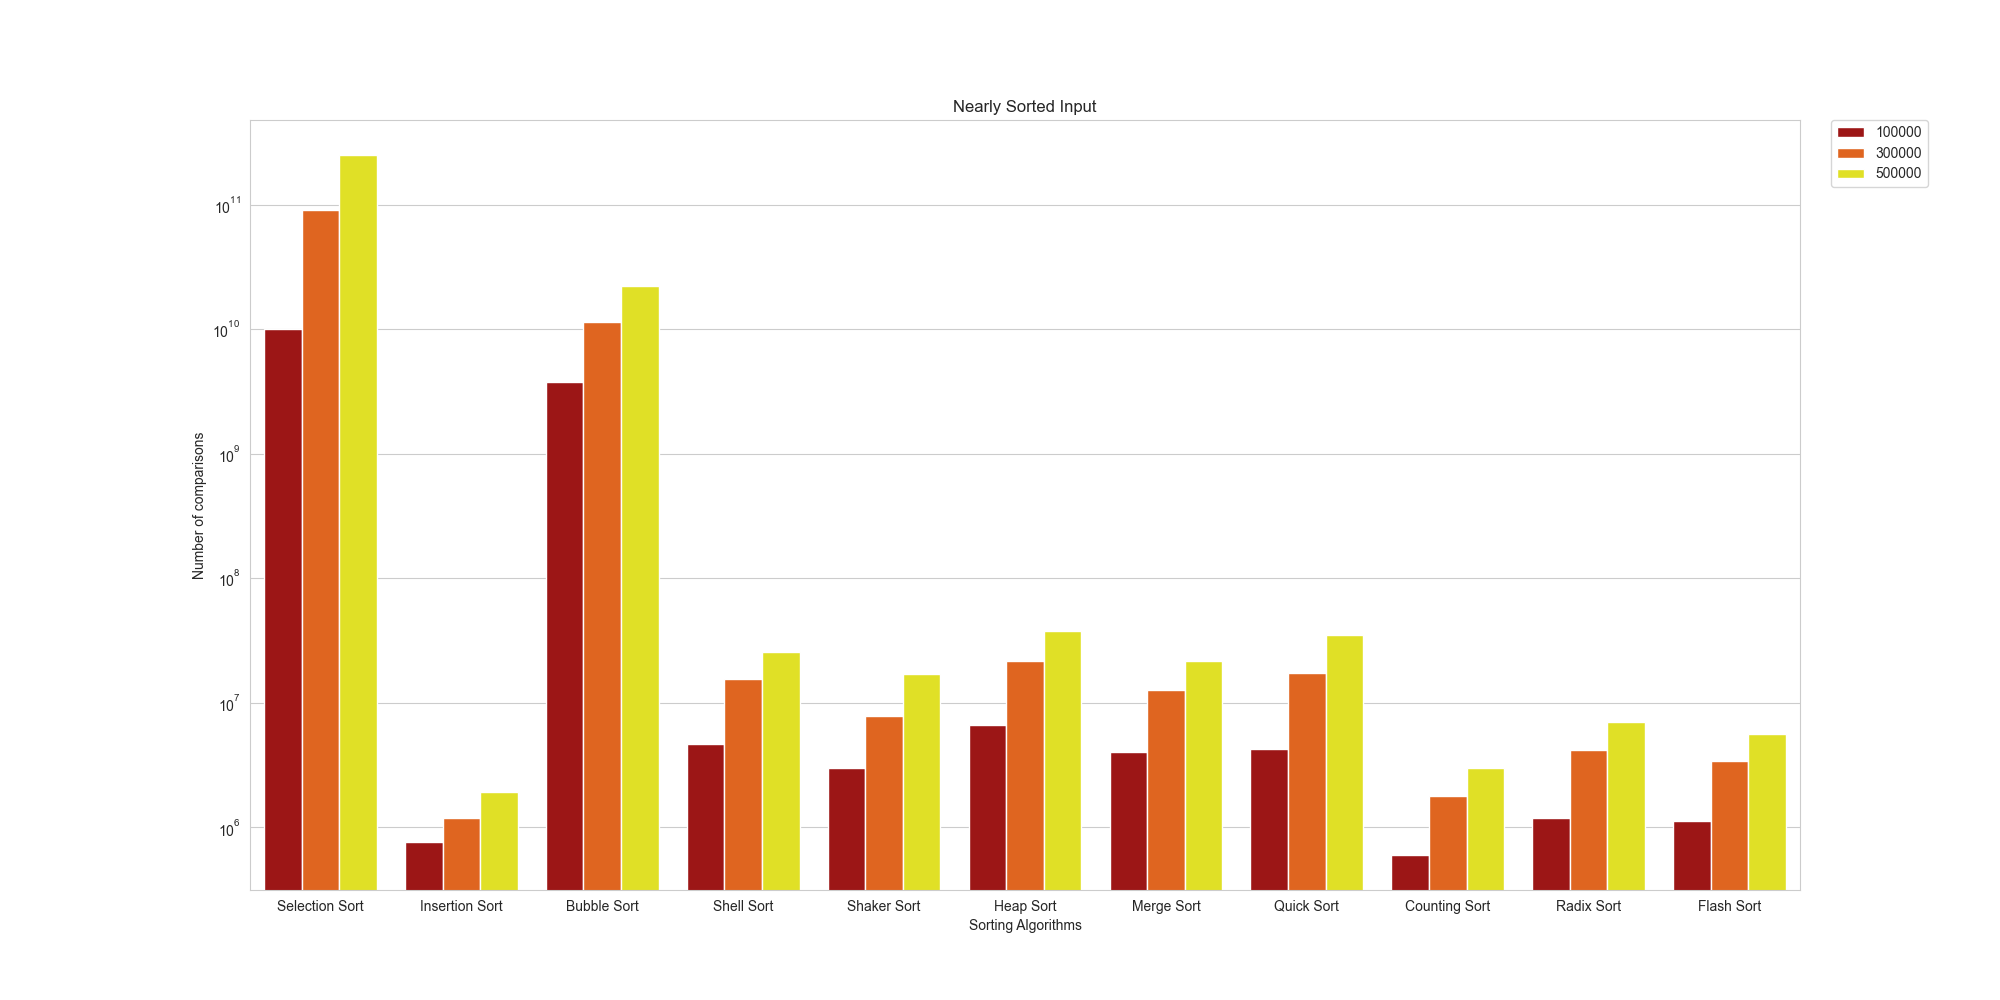 Nearly Sorted Input
100000
300000
500000
10^11
10^10
10^9
10^8
10^7
10^6
Number of comparisons
Selection Sort Insertion Sort Bubble Sort Shell Sort Shaker Sort Heap Sort Merge Sort Quick Sort Counting Sort Radix Sort Flash Sort
Sorting Algorithms